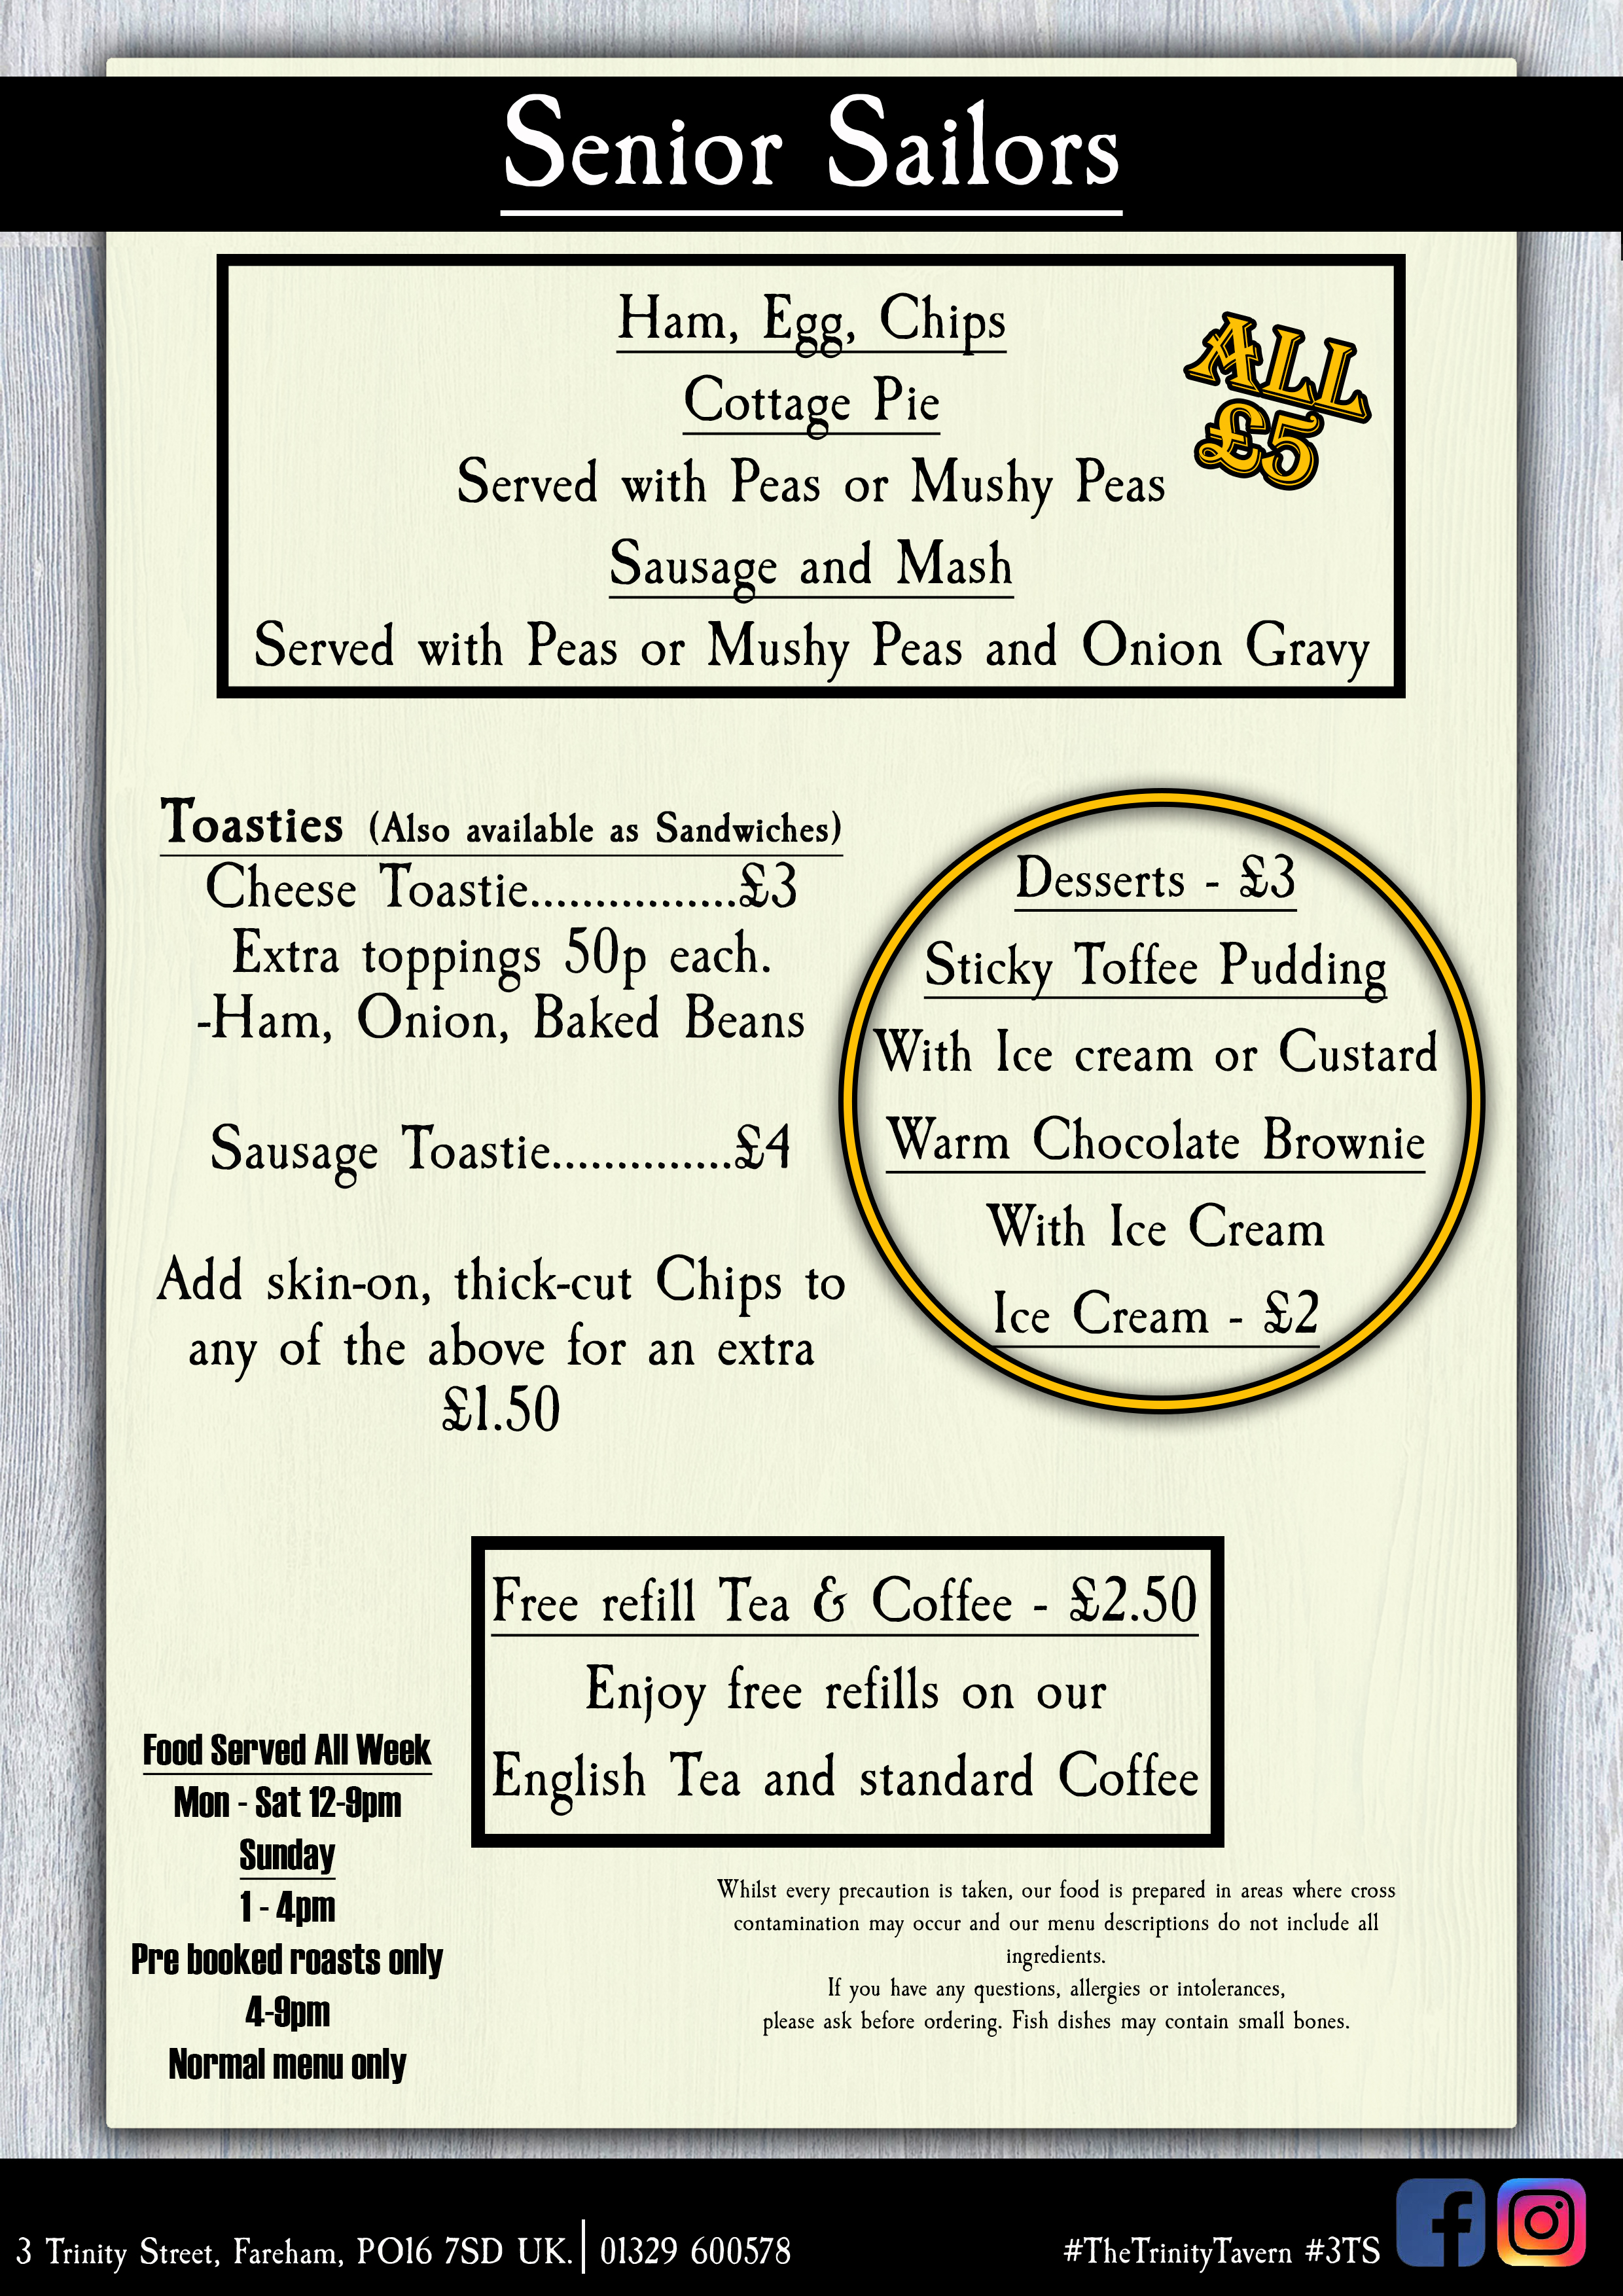 Senior Sailors
Ham, Egg, Chips
Cottage Pie
Served with Peas or Mushy Peas
Sausage and Mash
Served with Peas or Mushy Peas and Onion Gravy
ALL
£5
Toasties (Also available as Sandwiches)
Cheese Toastie................£3
Extra toppings 50p each.
-Ham, Onion, Baked Beans
Sausage Toastie..............£4
Add skin-on, thick-cut Chips to
any of the above for an extra
£1.50
Desserts - £3
Sticky Toffee Pudding
With Ice cream or Custard
Warm Chocolate Brownie
With Ice Cream
Ice Cream - £2
Free refill Tea & Coffee - £2.50
Enjoy free refills on our
English Tea and standard Coffee
Food Served All Week
Mon - Sat 12-9pm
Sunday
1 - 4pm
Pre booked roasts only
4-9pm
Normal menu only
Whilst every precaution is taken, our food is prepared in areas where cross
contamination may occur and our menu descriptions do not include all
ingredients.
If you have any questions, allergies or intolerances,
please ask before ordering. Fish dishes may contain small bones.
3 Trinity Street, Fareham, PO16 7SD UK. | 01329 600578
#TheTrinityTavern #3TS